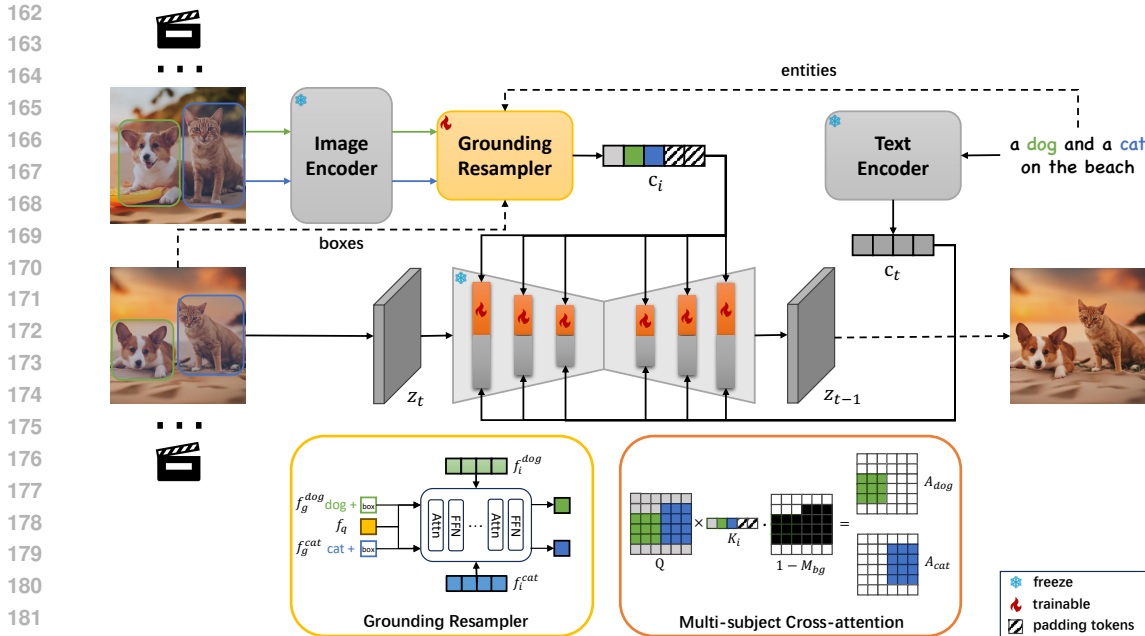 162
163
164
165
166
167
168
169
170
171
172
173
174
175
176
177
178
179
180
181
entities
Image
Encoder
Grounding
Resampler
c_i
Text
Encoder
a dog and a cat
on the beach
boxes
c_t
z_t
z_{t-1}
f_i^{dog}
f_g^{dog} dog + box
f_q
f_g^{cat} cat + box
Attn
FFN
...
Attn
FFN
f_i^{cat}
Grounding Resampler
Q
×
K_i
·
1 − M_{bg}
=
A_{dog}
A_{cat}
Multi-subject Cross-attention
freeze
trainable
padding tokens